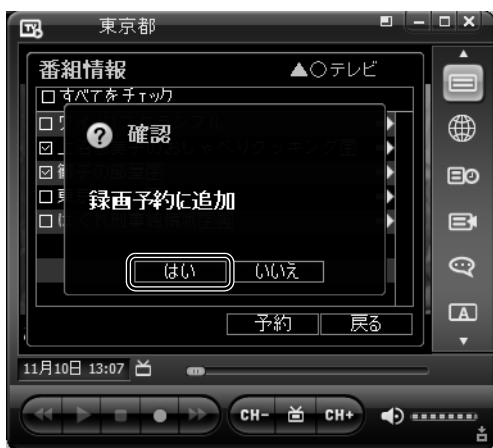 TV
東京都
番組情報 ▲○テレビ
すべてをチェック
確認
録画予約に追加
はい いいえ
予約 戻る
A
11月10日 13:07
CH- CH+